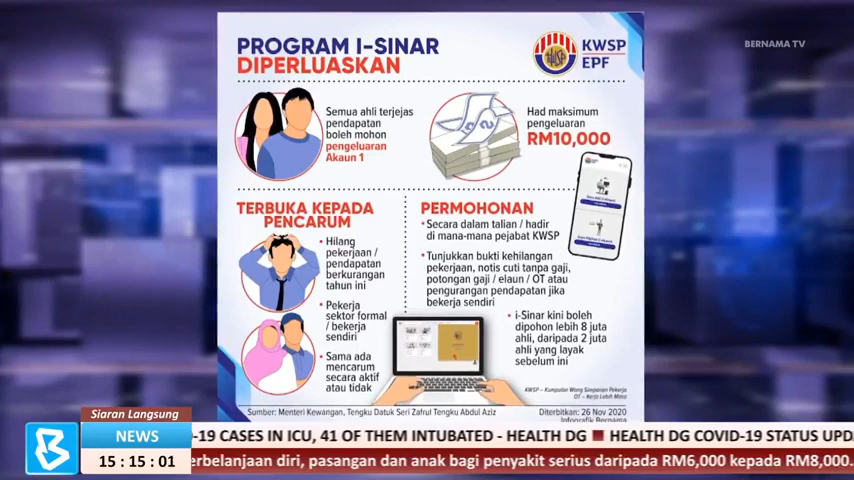 BERNAMA TV
PROGRAM I-SINAR
DIPERLUASKAN
KWSP
EPF
Semua ahli terjejas
pendapatan
boleh mohon
pengeluaran
Akaun 1
Had maksimum
pengeluaran
RM10,000
TERBUKA KEPADA
PENCARUM
• Hilang
pekerjaan /
pendapatan
berkurangan
tahun ini
• Pekerja
sektor formal
/ bekerja
sendiri
• Sama ada
mencarum
secara aktif
atau tidak
PERMOHONAN
• Secara dalam talian / hadir
di mana-mana pejabat KWSP
• Tunjukkan bukti kehilangan
pekerjaan, notis cuti tanpa gaji,
potongan gaji / elaun / OT atau
pengurangan pendapatan jika
bekerja sendiri
• i-Sinar kini boleh
dipohon lebih 8 juta
ahli, daripada 2 juta
ahli yang layak
sebelum ini
KWSP – Kumpulan Wang Simpanan Pekerja
OT – Kerja Lebih Masa
Sumber: Menteri Kewangan, Tengku Datuk Seri Zafrul Tengku Abdul Aziz
Diterbitkan: 26 Nov 2020
Infografik Bernama
Siaran Langsung
NEWS
15:15:01
D-19 CASES IN ICU, 41 OF THEM INTUBATED - HEALTH DG ■ HEALTH DG COVID-19 STATUS UPDA
erbelanjaan diri, pasangan dan anak bagi penyakit serius daripada RM6,000 kepada RM8,000.